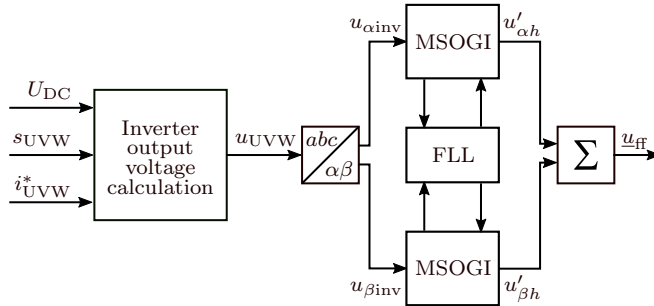 U_DC
s_UVW
i*_UVW
Inverter
output
voltage
calculation
u_UVW
abc
αβ
u_αinv
u_βinv
MSOGI
FLL
MSOGI
u′_αh
u′_βh
Σ
u_ff